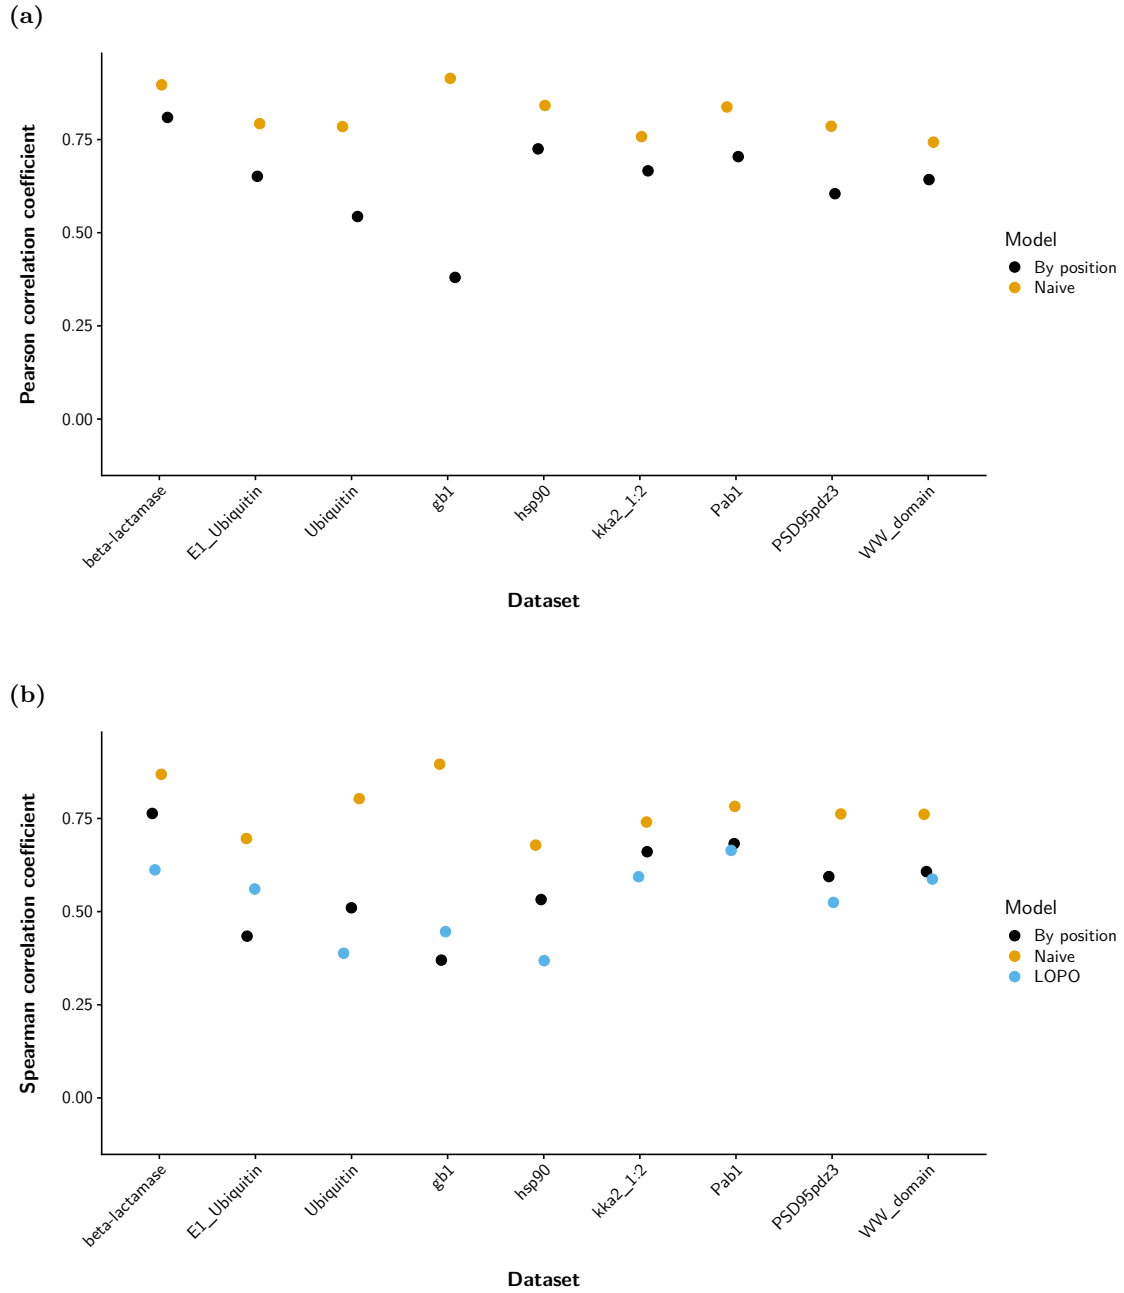 (a)
Pearson correlation coefficient
0.75
0.50
0.25
0.00
beta-lactamase
E1_Ubiquitin
Ubiquitin
gb1
hsp90
kka2_1:2
Pab1
PSD95pdz3
WW_domain
Dataset
Model
By position
Naive
(b)
Spearman correlation coefficient
0.75
0.50
0.25
0.00
beta-lactamase
E1_Ubiquitin
Ubiquitin
gb1
hsp90
kka2_1:2
Pab1
PSD95pdz3
WW_domain
Dataset
Model
By position
Naive
LOPO